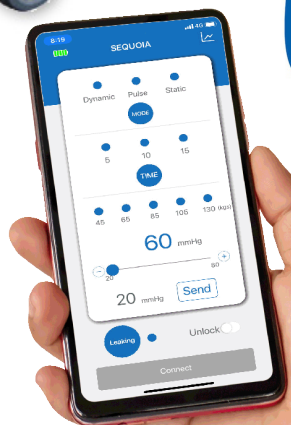 8:19
4G
SEQUOIA
Dynamic Pulse Static
MODE
5 10 15
TIME
45 65 85 105 130 (kgs)
60 mmHg
20 80
20 mmHg Send
Leaking Unlock
Connect